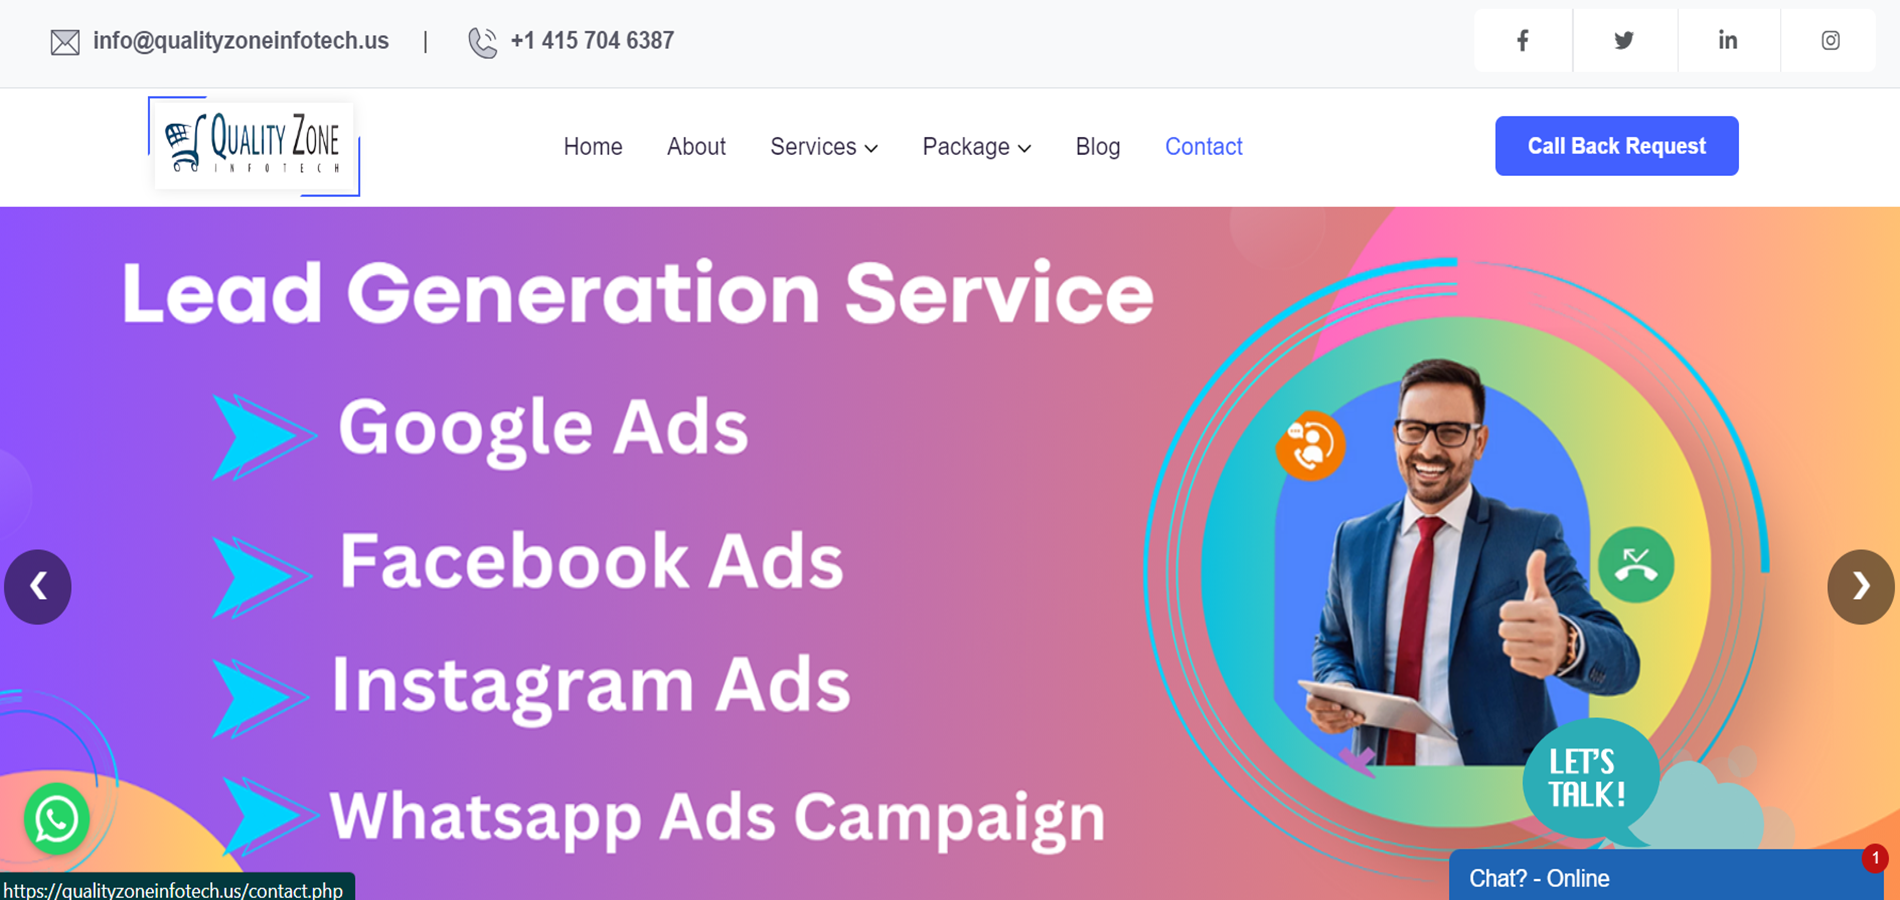 info@qualityzoneinfotech.us | +1 415 704 6387
QUALITY ZONE
INFOTECH
Home About Services Package Blog Contact
Call Back Request
Lead Generation Service
Google Ads
Facebook Ads
Instagram Ads
Whatsapp Ads Campaign
LET'S
TALK!
1
Chat? - Online
https://qualityzoneinfotech.us/contact.php